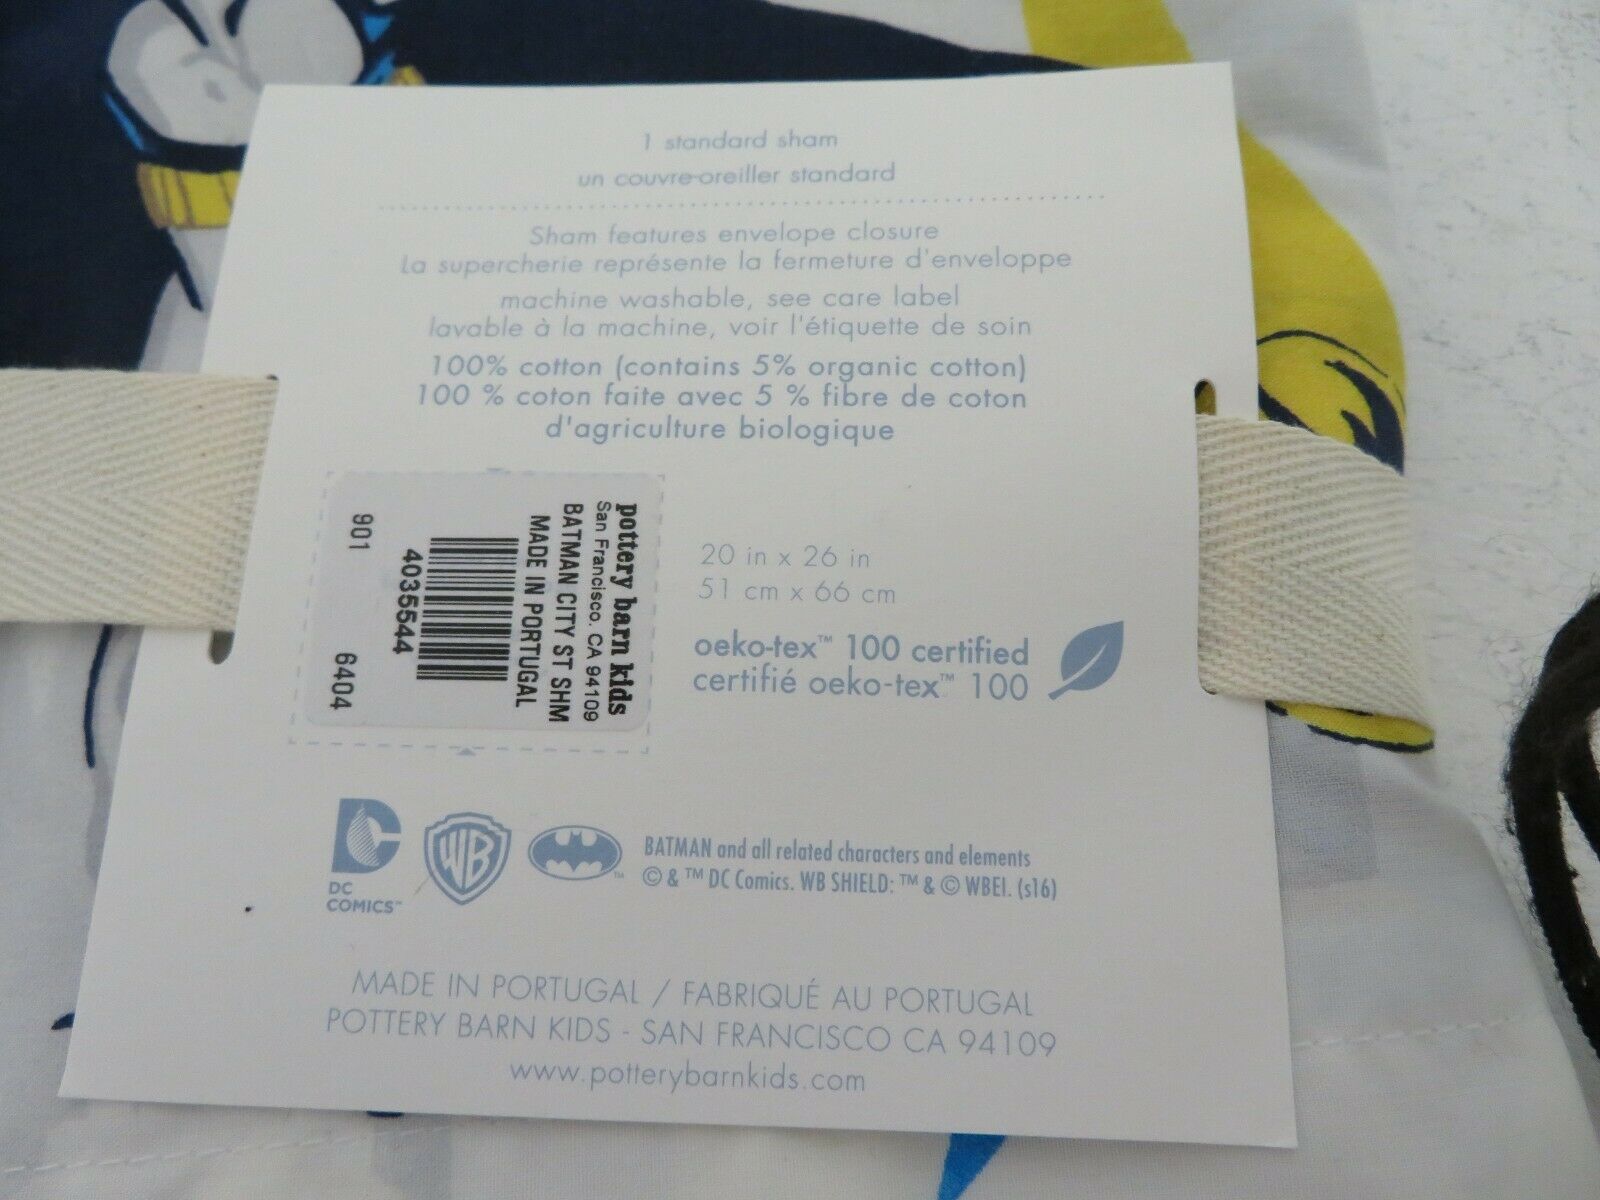 1 standard sham
un couvre-oreiller standard
Sham features envelope closure
La supercherie représente la fermeture d'enveloppe
machine washable, see care label
lavable à la machine, voir l'étiquette de soin
100% cotton (contains 5% organic cotton)
100 % coton faite avec 5 % fibre de coton
d'agriculture biologique
pottery barn kids
San Francisco. CA 94109
BATMAN CITY ST SHM
MADE IN PORTUGAL
4035544
901 6404
20 in x 26 in
51 cm x 66 cm
oeko-tex™ 100 certified
certifié oeko-tex™ 100
DC
COMICS™
WB
™
BATMAN and all related characters and elements
© & ™ DC Comics. WB SHIELD: ™ & © WBEI. (s16)
MADE IN PORTUGAL / FABRIQUÉ AU PORTUGAL
POTTERY BARN KIDS - SAN FRANCISCO CA 94109
www.potterybarnkids.com